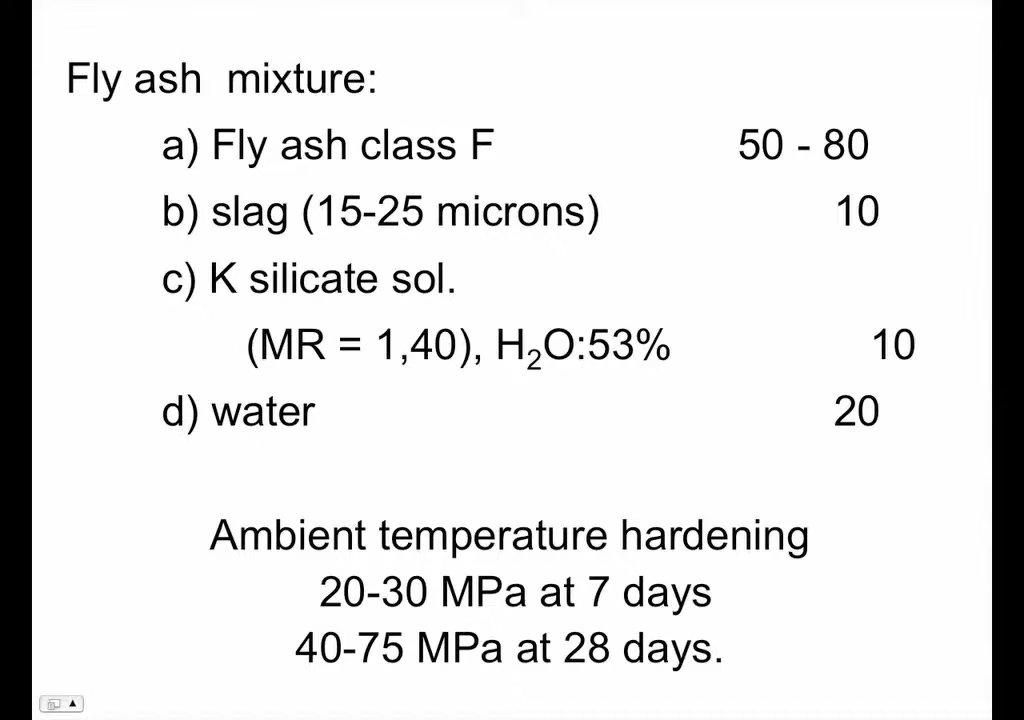 Fly ash mixture:
a) Fly ash class F 50 - 80
b) slag (15-25 microns) 10
c) K silicate sol.
(MR = 1,40), H₂O:53% 10
d) water 20
Ambient temperature hardening
20-30 MPa at 7 days
40-75 MPa at 28 days.